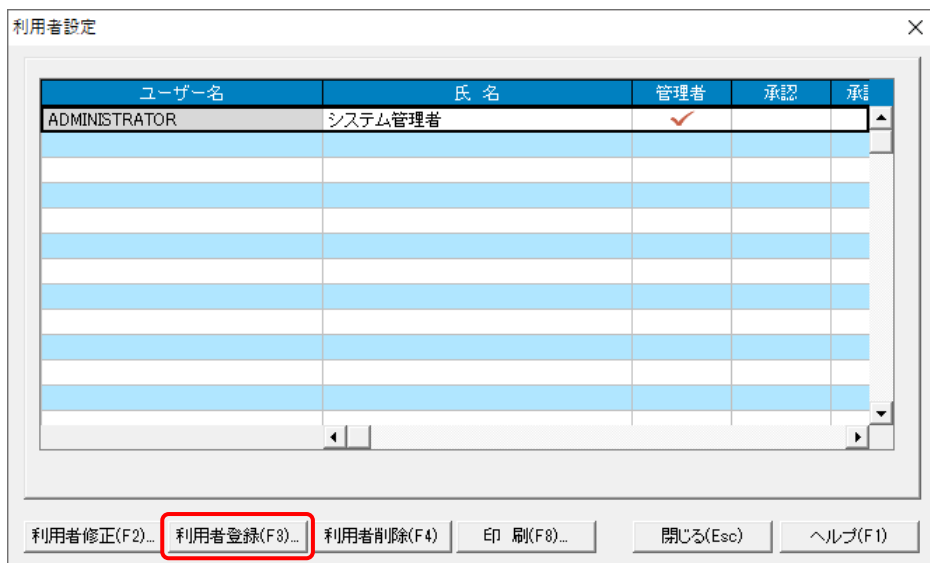 利用者設定
ユーザー名 氏 名 管理者 承認
ADMINISTRATOR システム管理者
利用者修正(F2)... 利用者登録(F3)... 利用者削除(F4) 印 刷(F8)... 閉じる(Esc) ヘルプ(F1)